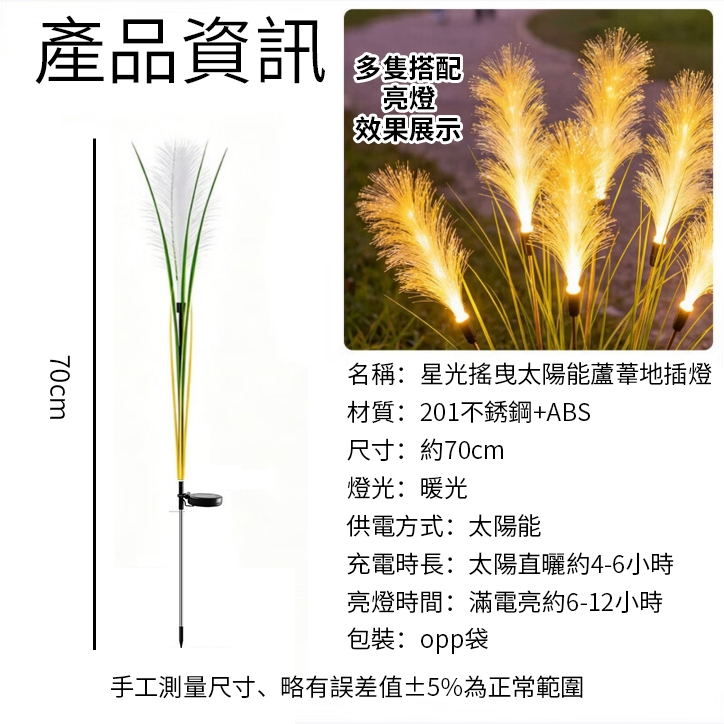 產品資訊
多隻搭配
亮燈
效果展示
70cm
名稱：星光搖曳太陽能蘆葦地插燈
材質：201不銹鋼+ABS
尺寸：約70cm
燈光：暖光
供電方式：太陽能
充電時長：太陽直曬約4-6小時
亮燈時間：滿電亮約6-12小時
包裝：opp袋
手工測量尺寸、略有誤差值±5%為正常範圍